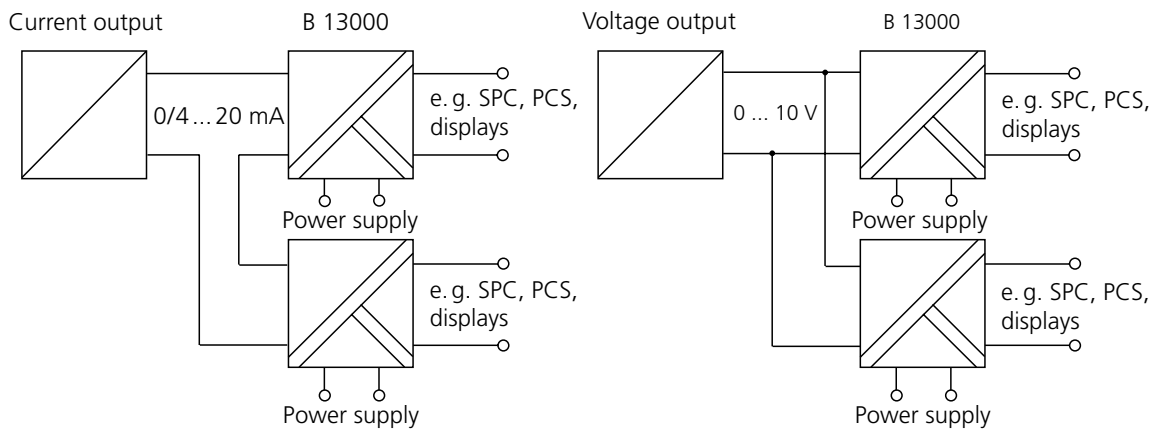 Current output
B 13000
0/4 ... 20 mA
e. g. SPC, PCS,
displays
Power supply
e. g. SPC, PCS,
displays
Power supply
Voltage output
B 13000
0 ... 10 V
e. g. SPC, PCS,
displays
Power supply
e. g. SPC, PCS,
displays
Power supply